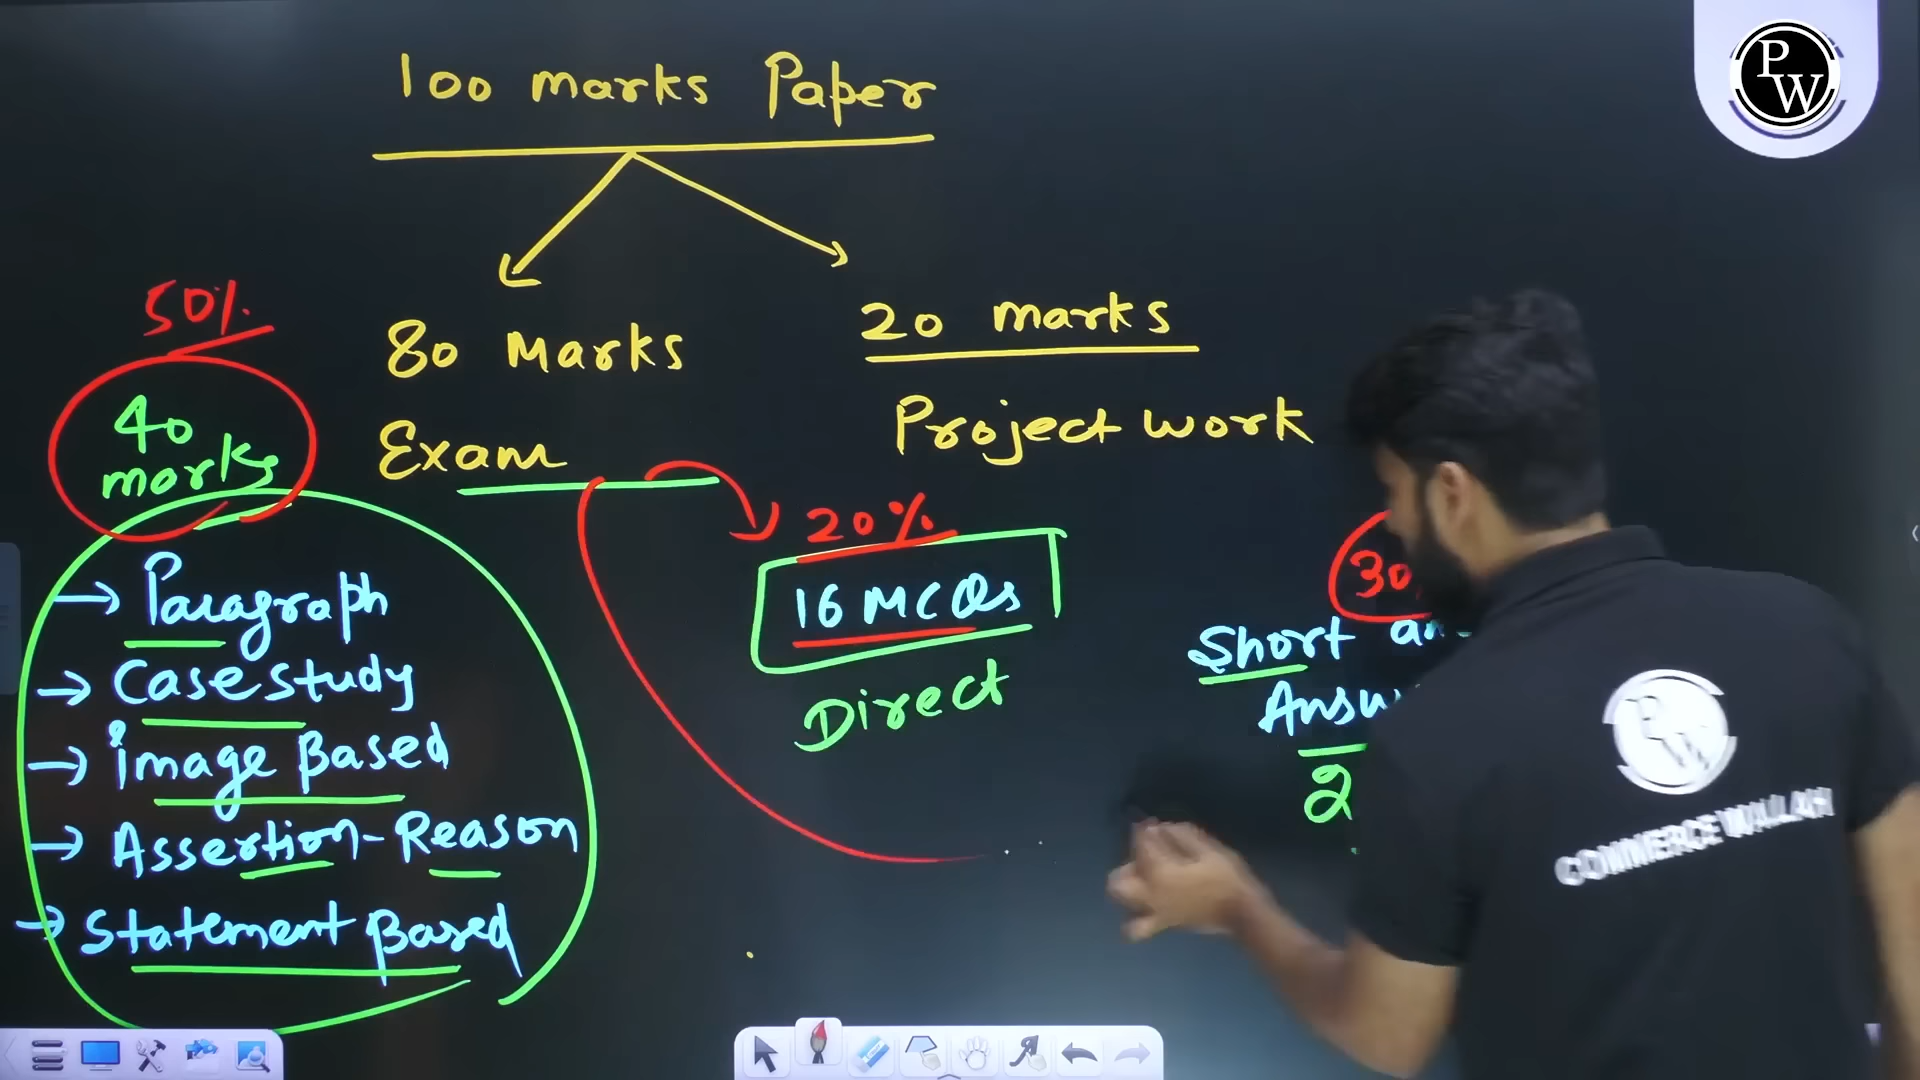 100 marks Paper
PW
50%
80 Marks
20 marks
40
marks
Exam
Project work
20%
16 MCQs
Direct
30
Short
2
→ Paragraph
→ Case study
→ Image Based
→ Assertion-Reason
→ Statement Based
PW
COMMERCE WALLAH